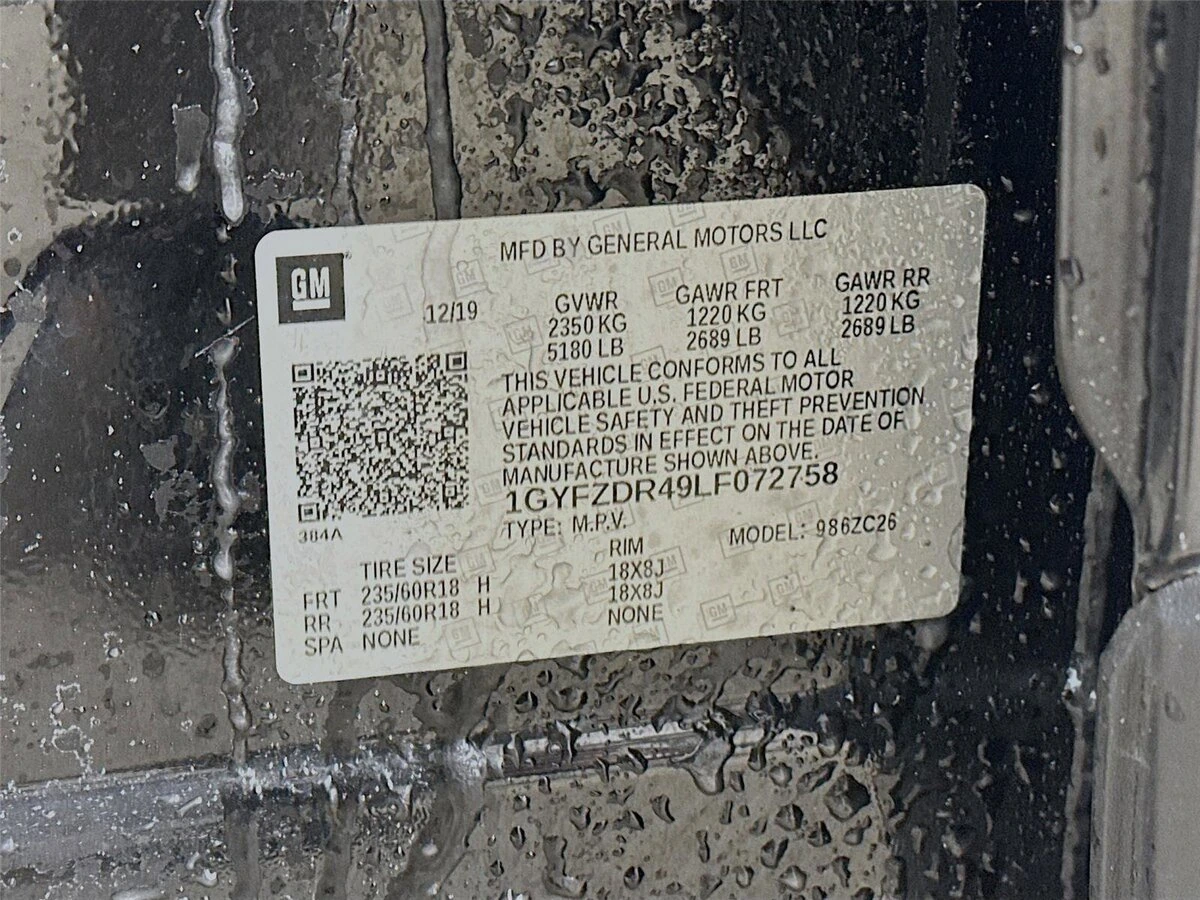 MFD BY GENERAL MOTORS LLC
GM
12/19
GVWR GAWR FRT GAWR RR
2350 KG 1220 KG 1220 KG
5180 LB 2689 LB 2689 LB
THIS VEHICLE CONFORMS TO ALL
APPLICABLE U.S. FEDERAL MOTOR
VEHICLE SAFETY AND THEFT PREVENTION
STANDARDS IN EFFECT ON THE DATE OF
MANUFACTURE SHOWN ABOVE.
1GYFZDR49LF072758
TYPE: M.P.V. MODEL: 986ZC26
384A
TIRE SIZE RIM
FRT 235/60R18 H 18X8J
RR 235/60R18 H 18X8J
SPA NONE NONE